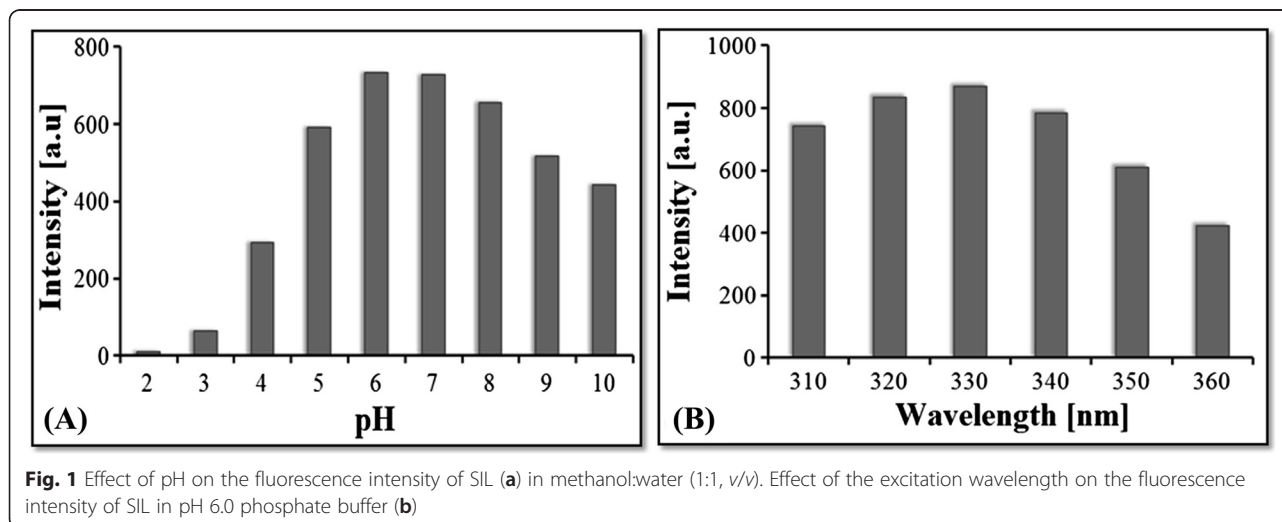 800
600
400
200
0
Intensity [a.u]
2 3 4 5 6 7 8 9 10
(A)
pH
1000
800
600
400
200
0
Intensity [a.u.]
310 320 330 340 350 360
(B)
Wavelength [nm]
Fig. 1 Effect of pH on the fluorescence intensity of SIL (a) in methanol:water (1:1, v/v). Effect of the excitation wavelength on the fluorescence
intensity of SIL in pH 6.0 phosphate buffer (b)